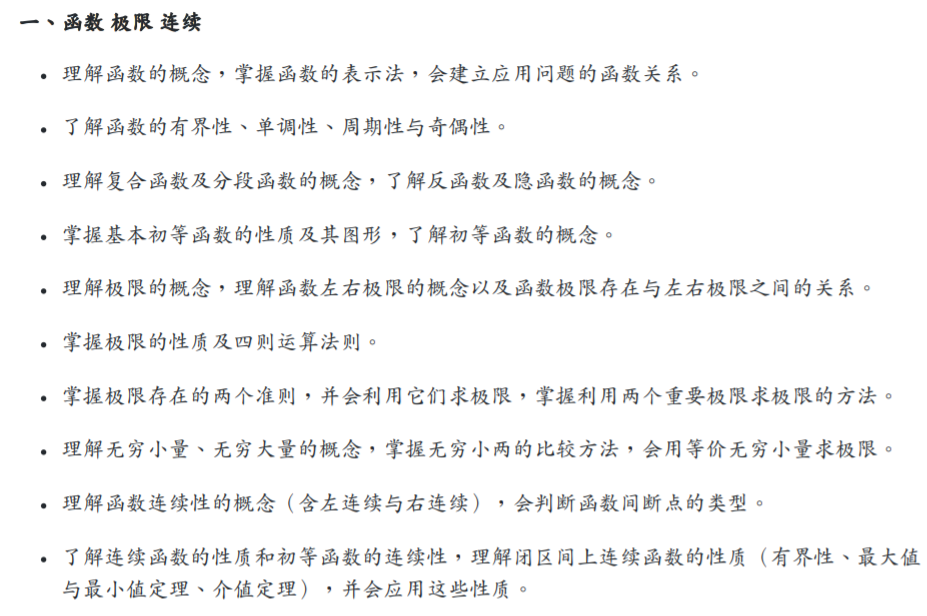 一、函数 极限 连续
• 理解函数的概念，掌握函数的表示法，会建立应用问题的函数关系。
• 了解函数的有界性、单调性、周期性与奇偶性。
• 理解复合函数及分段函数的概念，了解反函数及隐函数的概念。
• 掌握基本初等函数的性质及其图形，了解初等函数的概念。
• 理解极限的概念，理解函数左右极限的概念以及函数极限存在与左右极限之间的关系。
• 掌握极限的性质及四则运算法则。
• 掌握极限存在的两个准则，并会利用它们求极限，掌握利用两个重要极限求极限的方法。
• 理解无穷小量、无穷大量的概念，掌握无穷小两的比较方法，会用等价无穷小量求极限。
• 理解函数连续性的概念（含左连续与右连续），会判断函数间断点的类型。
• 了解连续函数的性质和初等函数的连续性，理解闭区间上连续函数的性质（有界性、最大值
与最小值定理、介值定理），并会应用这些性质。